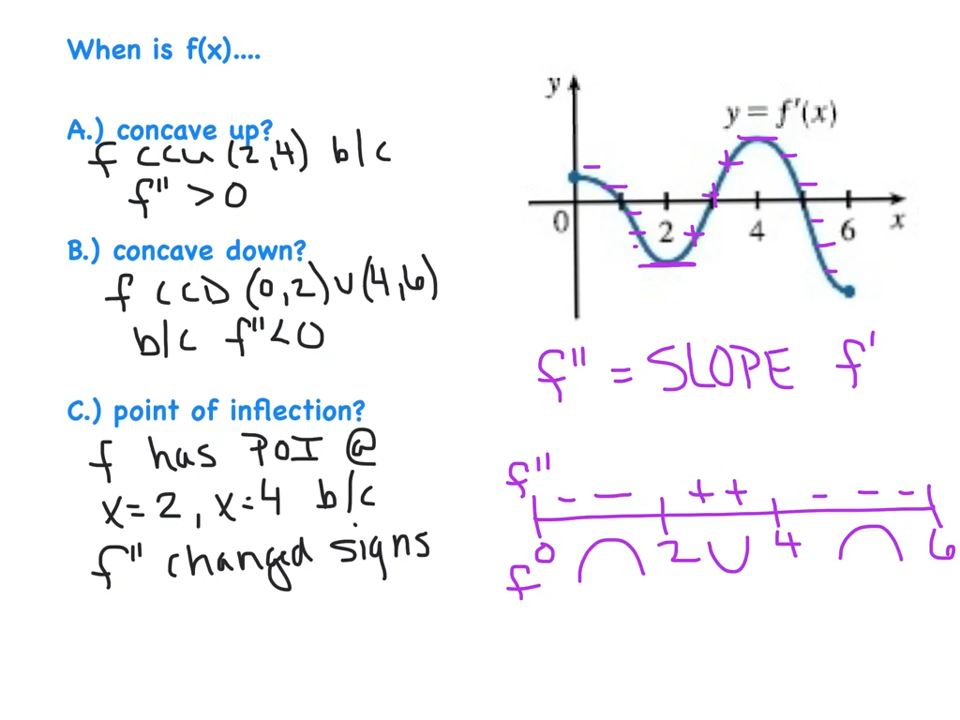 When is f(x)....
A.) concave up?
f ccu (2,4) b/c
f" > 0
B.) concave down?
f CCD (0,2) ∪ (4,6)
b/c f" < 0
C.) point of inflection?
f has POI @
x=2, x=4 b/c
f" changed signs
y
y = f'(x)
0 2 4 6 x
f" = SLOPE f'
f" - - + + - - -
0 2 4 6
f